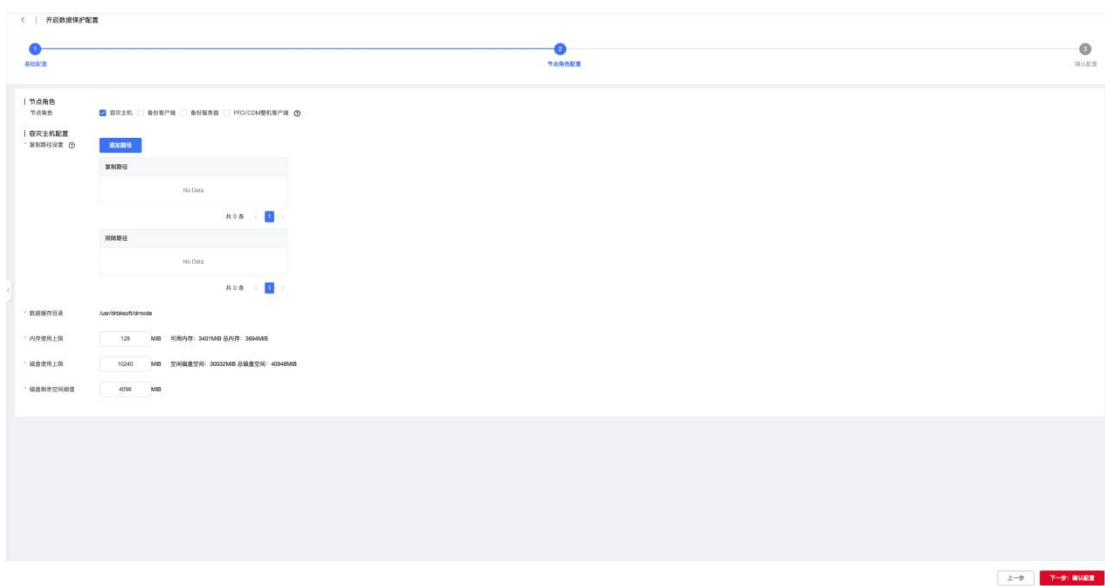 开启数据保护配置
1 2 3
基础配置 节点角色配置 确认配置
节点角色
节点角色 容灾主机 备份客户端 备份服务器 PFO/CDM整机客户端
容灾主机配置
* 复制路径设置 添加路径
复制路径
No Data
共 0 条 < 1 >
排除路径
No Data
共 0 条 < 1 >
* 数据缓存目录 /usr/drbksoft/drnode
* 内存使用上限 128 MiB 可用内存: 3401MiB 总内存: 3694MiB
* 磁盘使用上限 10240 MiB 空闲磁盘空间: 30032MiB 总磁盘空间: 40948MiB
* 磁盘剩余空间阈值 4096 MiB
上一步 下一步: 确认配置